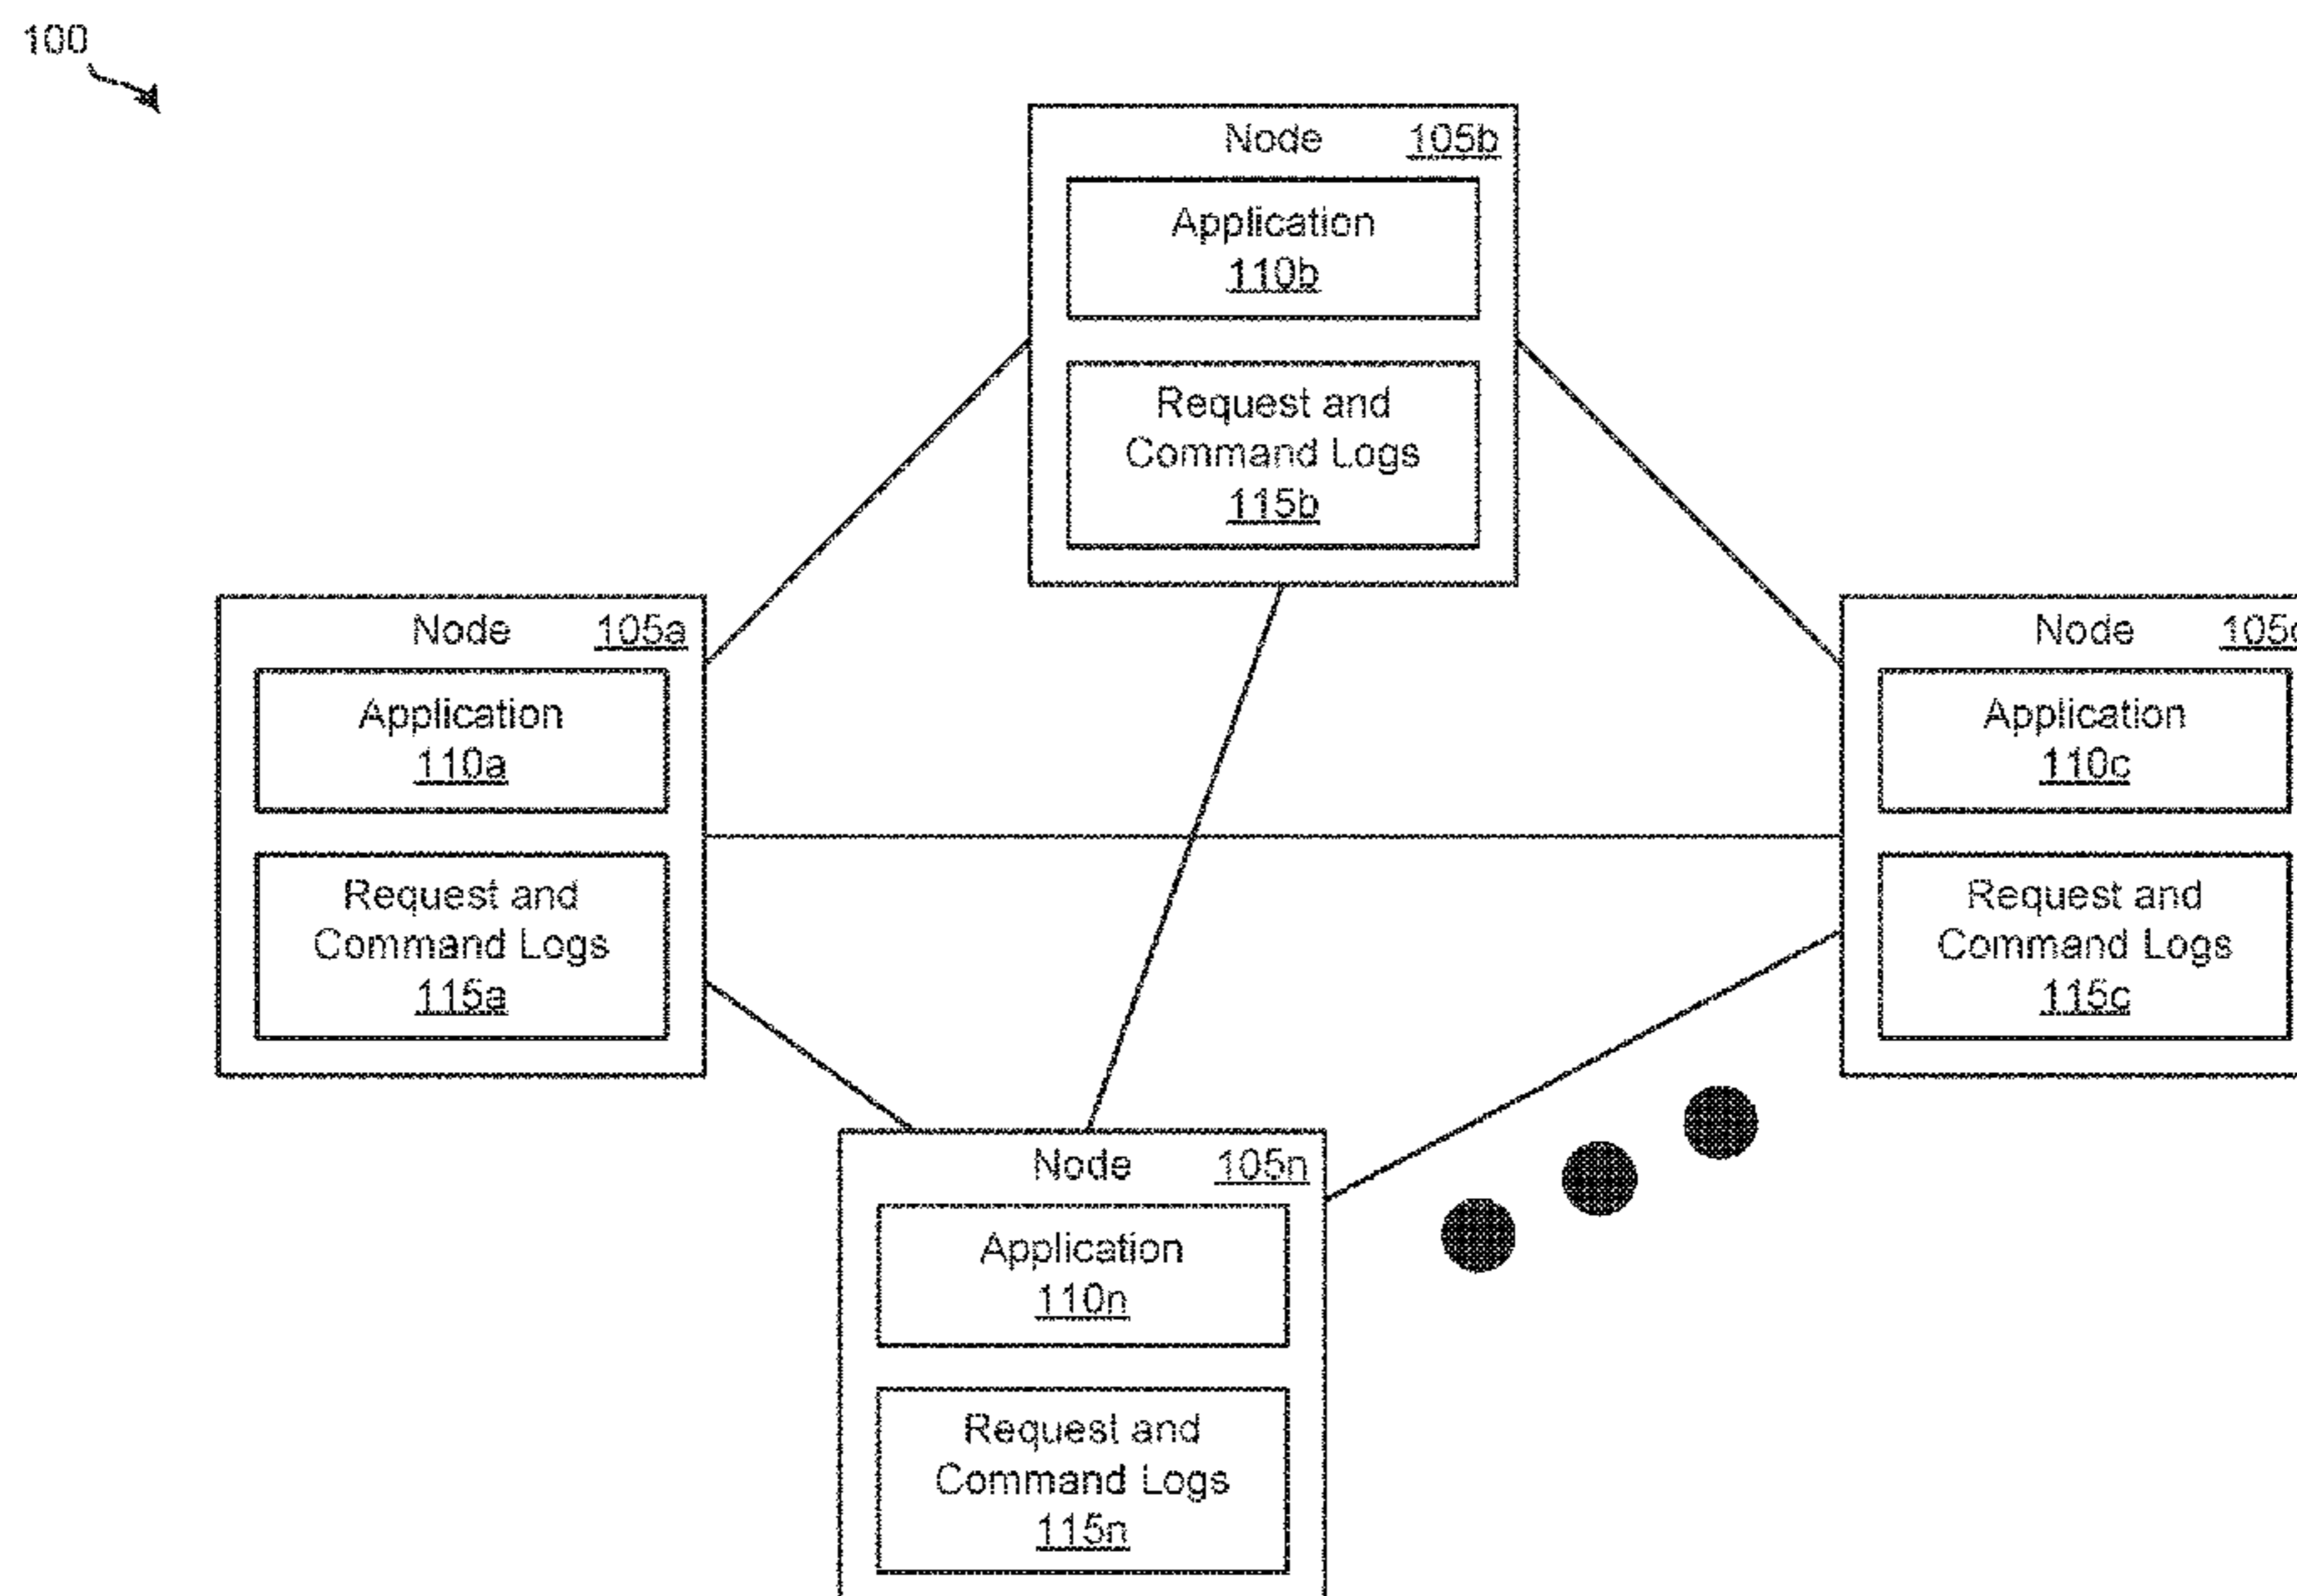 100
Node 105b
Application
110b
Request and
Command Logs
115b
Node 105a
Application
110a
Request and
Command Logs
115a
Node 105c
Application
110c
Request and
Command Logs
115c
Node 105n
Application
110n
Request and
Command Logs
115n